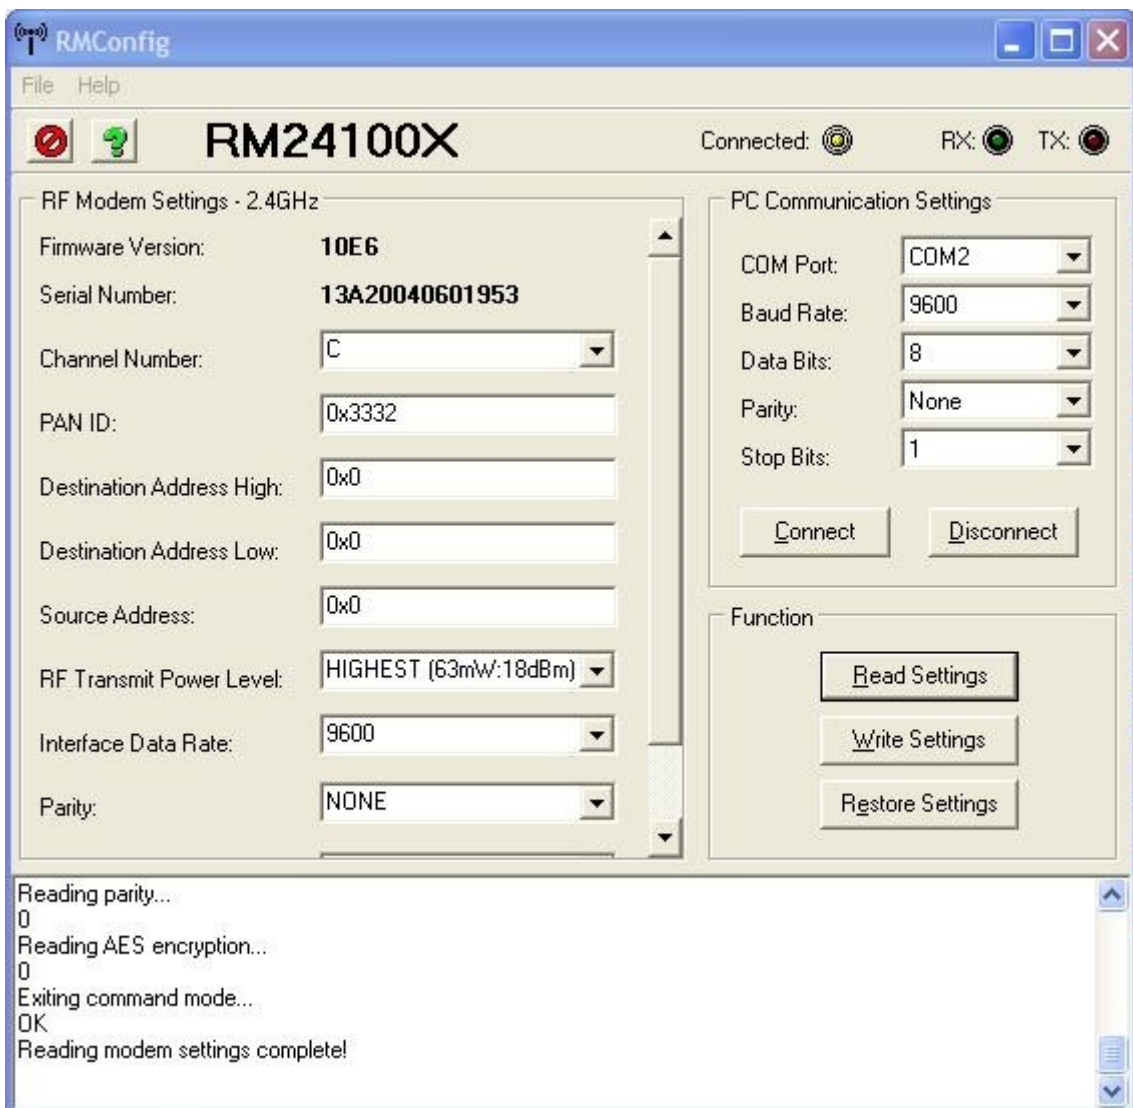 RMConfig
File Help
RM24100X Connected: RX: TX:
RF Modem Settings - 2.4GHz
Firmware Version: 10E6
Serial Number: 13A20040601953
Channel Number: C
PAN ID: 0x3332
Destination Address High: 0x0
Destination Address Low: 0x0
Source Address: 0x0
RF Transmit Power Level: HIGHEST (63mW:18dBm)
Interface Data Rate: 9600
Parity: NONE
PC Communication Settings
COM Port: COM2
Baud Rate: 9600
Data Bits: 8
Parity: None
Stop Bits: 1
Connect Disconnect
Function
Read Settings
Write Settings
Restore Settings
Reading parity...
0
Reading AES encryption...
0
Exiting command mode...
OK
Reading modem settings complete!